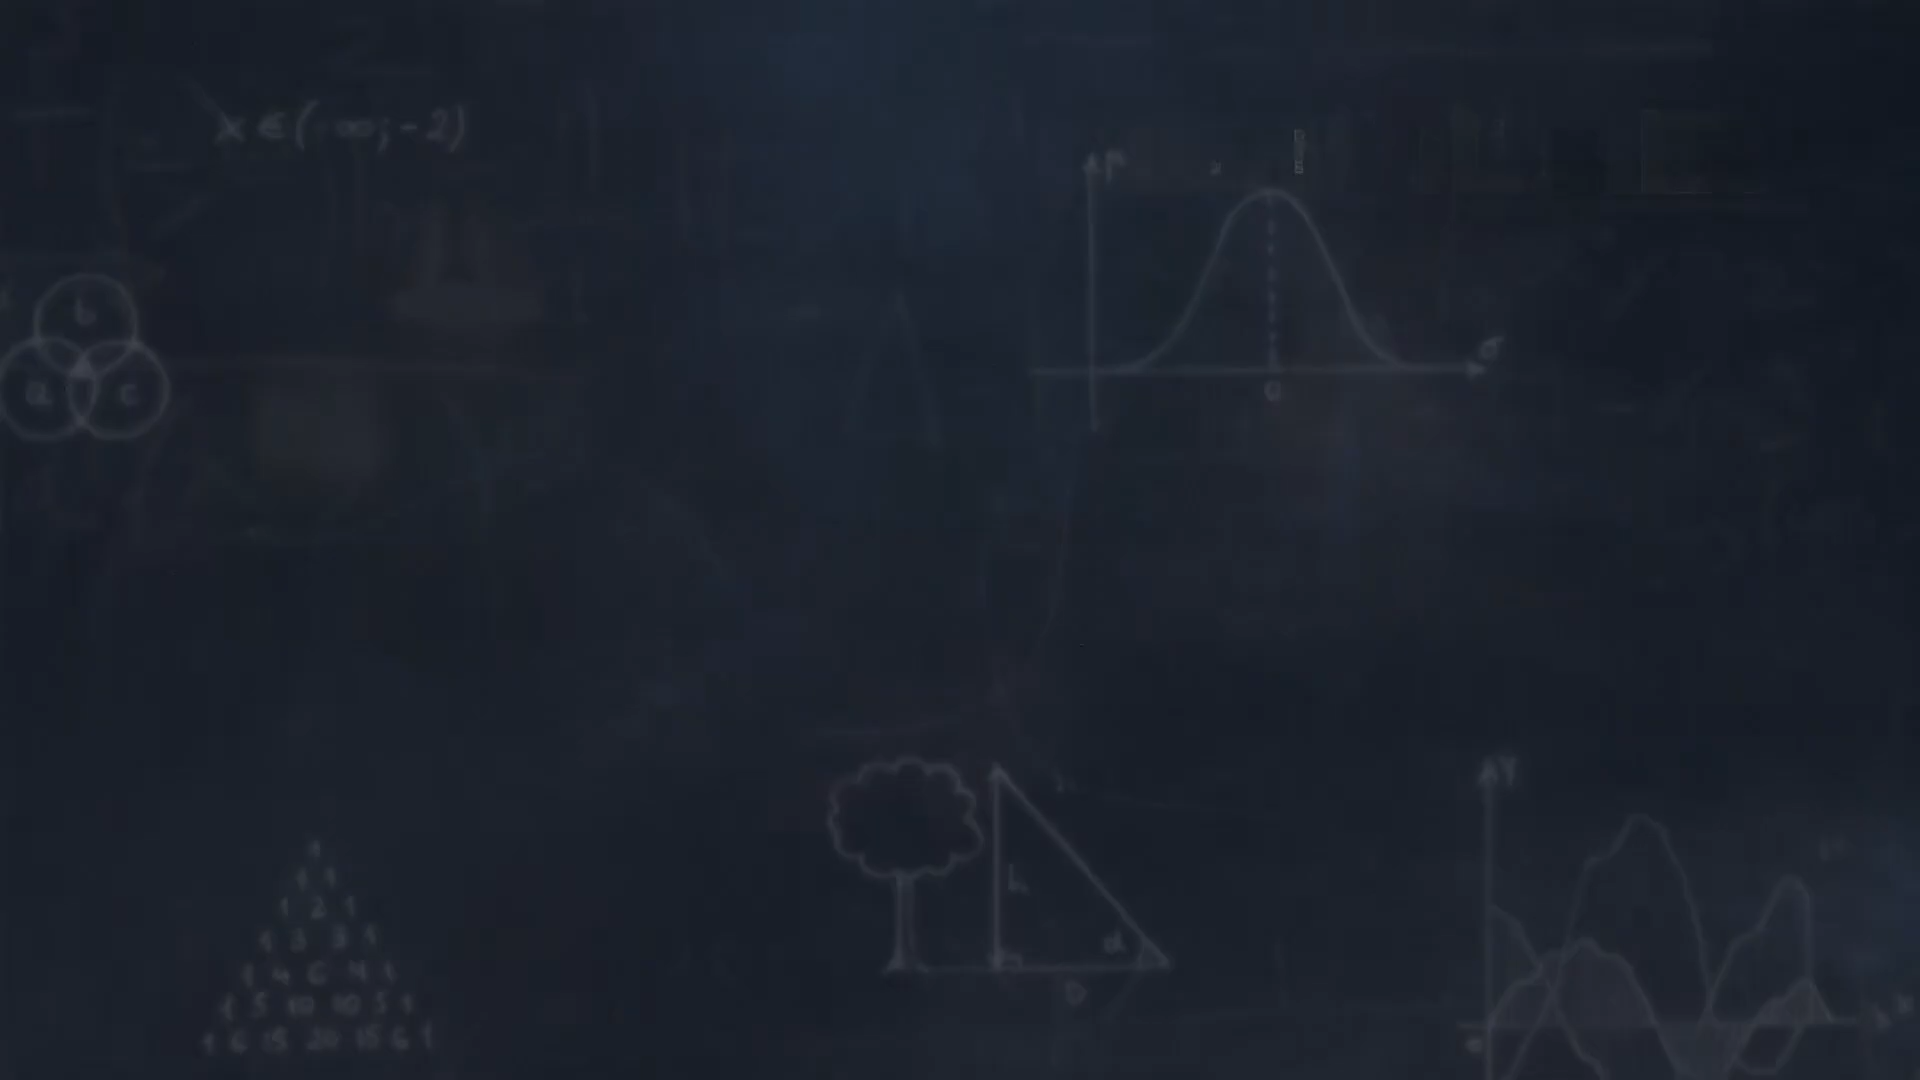 x ∈ (-∞; -2)
P
b
a c
σ
0
Y
1
1 1
1 2 1
1 3 3 1
1 4 6 4 1
1 5 10 10 5 1
1 6 15 20 15 6 1
h
α
b
x